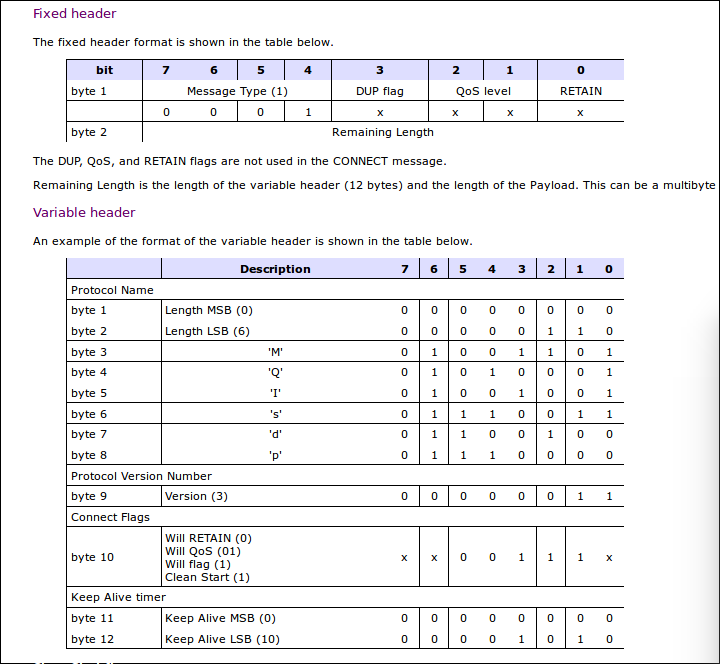 Fixed header
The fixed header format is shown in the table below.
bit 7 6 5 4 3 2 1 0
byte 1 Message Type (1) DUP flag QoS level RETAIN
0 0 0 1 x x x x
byte 2 Remaining Length
The DUP, QoS, and RETAIN flags are not used in the CONNECT message.
Remaining Length is the length of the variable header (12 bytes) and the length of the Payload. This can be a multibyte
Variable header
An example of the format of the variable header is shown in the table below.
Description 7 6 5 4 3 2 1 0
Protocol Name
byte 1 Length MSB (0) 0 0 0 0 0 0 0 0
byte 2 Length LSB (6) 0 0 0 0 0 1 1 0
byte 3 'M' 0 1 0 0 1 1 0 1
byte 4 'Q' 0 1 0 1 0 0 0 1
byte 5 'I' 0 1 0 0 1 0 0 1
byte 6 's' 0 1 1 1 0 0 1 1
byte 7 'd' 0 1 1 0 0 1 0 0
byte 8 'p' 0 1 1 1 0 0 0 0
Protocol Version Number
byte 9 Version (3) 0 0 0 0 0 0 1 1
Connect Flags
Will RETAIN (0)
Will QoS (01)
byte 10 Will flag (1) x x 0 0 1 1 1 x
Clean Start (1)
Keep Alive timer
byte 11 Keep Alive MSB (0) 0 0 0 0 0 0 0 0
byte 12 Keep Alive LSB (10) 0 0 0 0 1 0 1 0